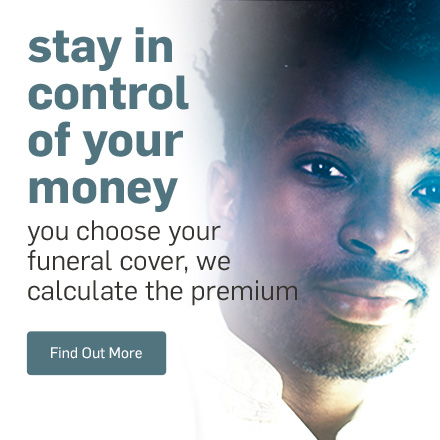 stay in
control
of your
money
you choose your
funeral cover, we
calculate the premium
Find Out More